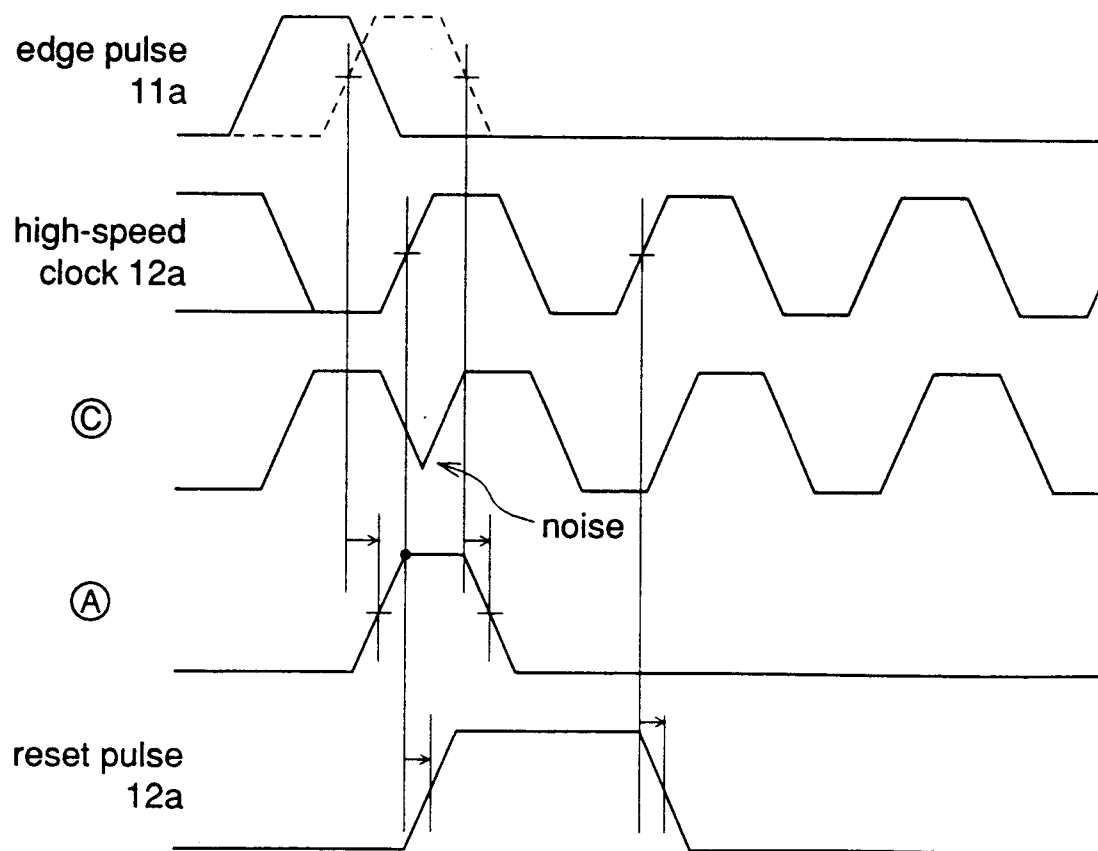 edge pulse
11a
high-speed
clock 12a
Ⓒ
noise
Ⓐ
reset pulse
12a